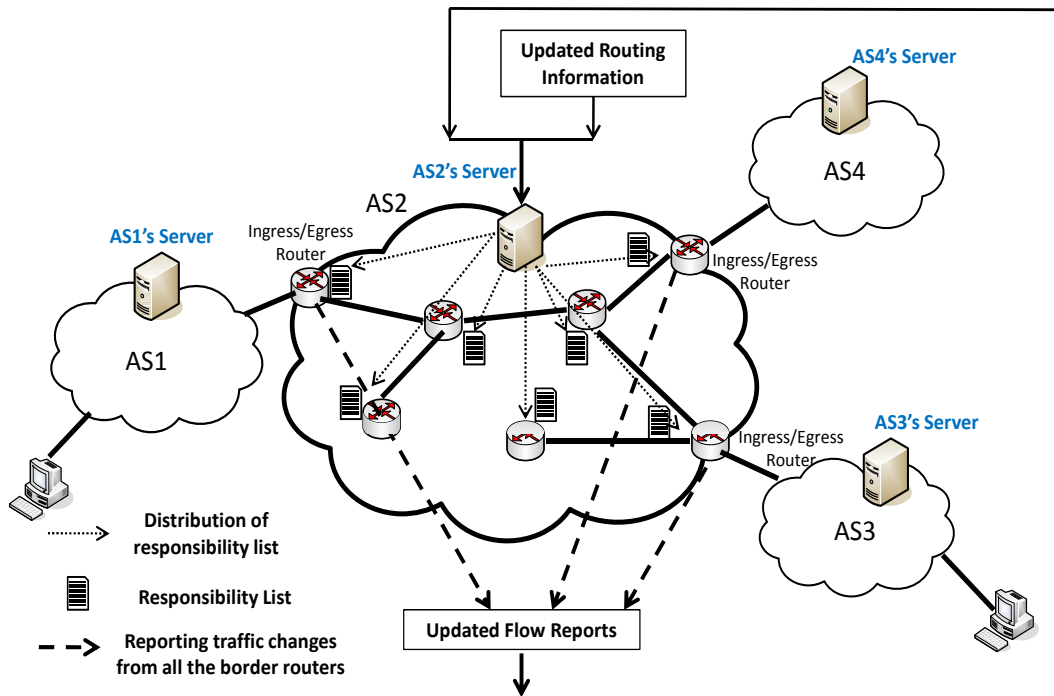 Updated Routing
Information
AS4's Server
AS4
AS2's Server
AS2
AS1's Server
Ingress/Egress
Router
Ingress/Egress
Router
AS1
Ingress/Egress
Router
AS3's Server
AS3
Distribution of
responsibility list
Responsibility List
Reporting traffic changes
from all the border routers
Updated Flow Reports